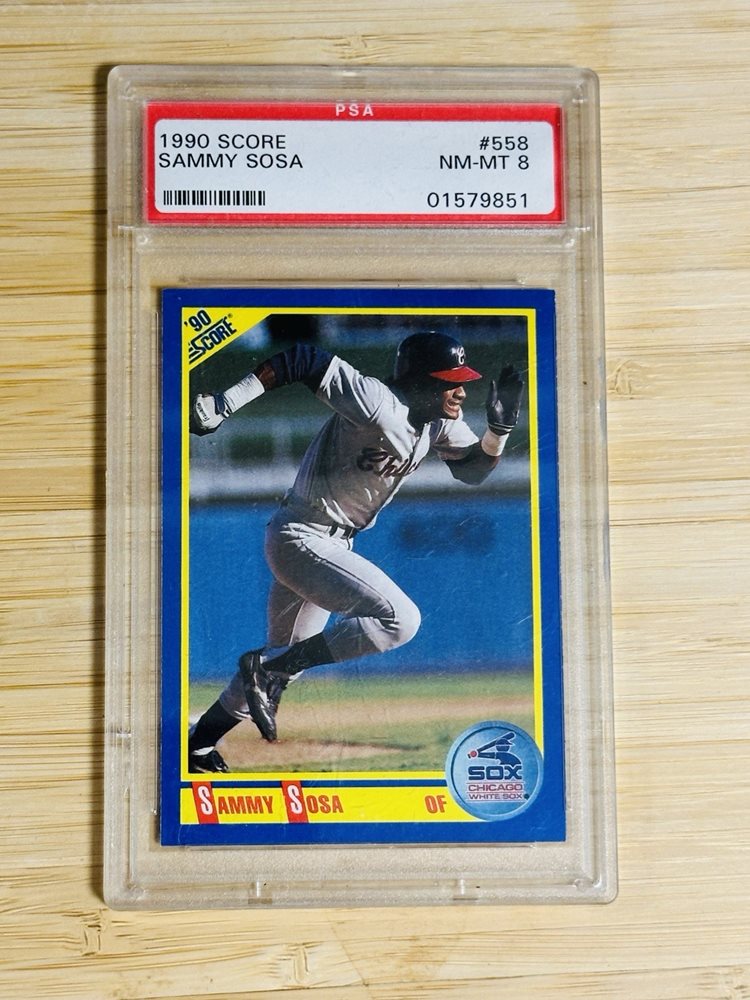 PSA
1990 SCORE #558
SAMMY SOSA NM-MT 8
01579851
'90
SCORE
C
Chic
SAMMY SOSA OF
SOX
CHICAGO
WHITE SOX